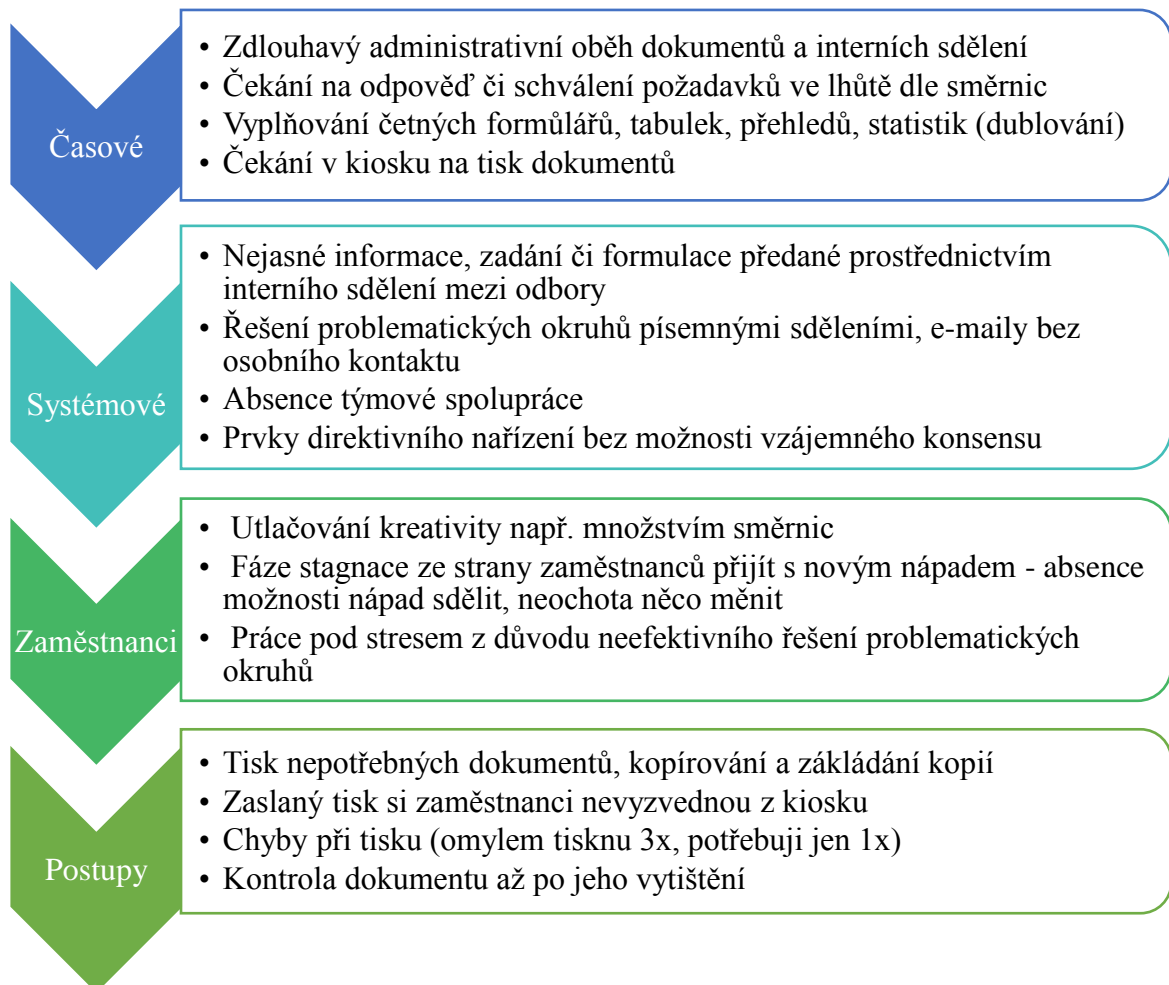 Časové
• Zdlouhavý administrativní oběh dokumentů a interních sdělení
• Čekání na odpověď či schválení požadavků ve lhůtě dle směrnic
• Vyplňování četných formůlářů, tabulek, přehledů, statistik (dublování)
• Čekání v kiosku na tisk dokumentů
Systémové
• Nejasné informace, zadání či formulace předané prostřednictvím
interního sdělení mezi odbory
• Řešení problematických okruhů písemnými sděleními, e-maily bez
osobního kontaktu
• Absence týmové spolupráce
• Prvky direktivního nařízení bez možnosti vzájemného konsensu
Zaměstnanci
• Utlačování kreativity např. množstvím směrnic
• Fáze stagnace ze strany zaměstnanců přijít s novým nápadem - absence
možnosti nápad sdělit, neochota něco měnit
• Práce pod stresem z důvodu neefektivního řešení problematických
okruhů
Postupy
• Tisk nepotřebných dokumentů, kopírování a základání kopií
• Zaslaný tisk si zaměstnanci nevyzvednou z kiosku
• Chyby při tisku (omylem tisknu 3x, potřebuji jen 1x)
• Kontrola dokumentu až po jeho vytištění